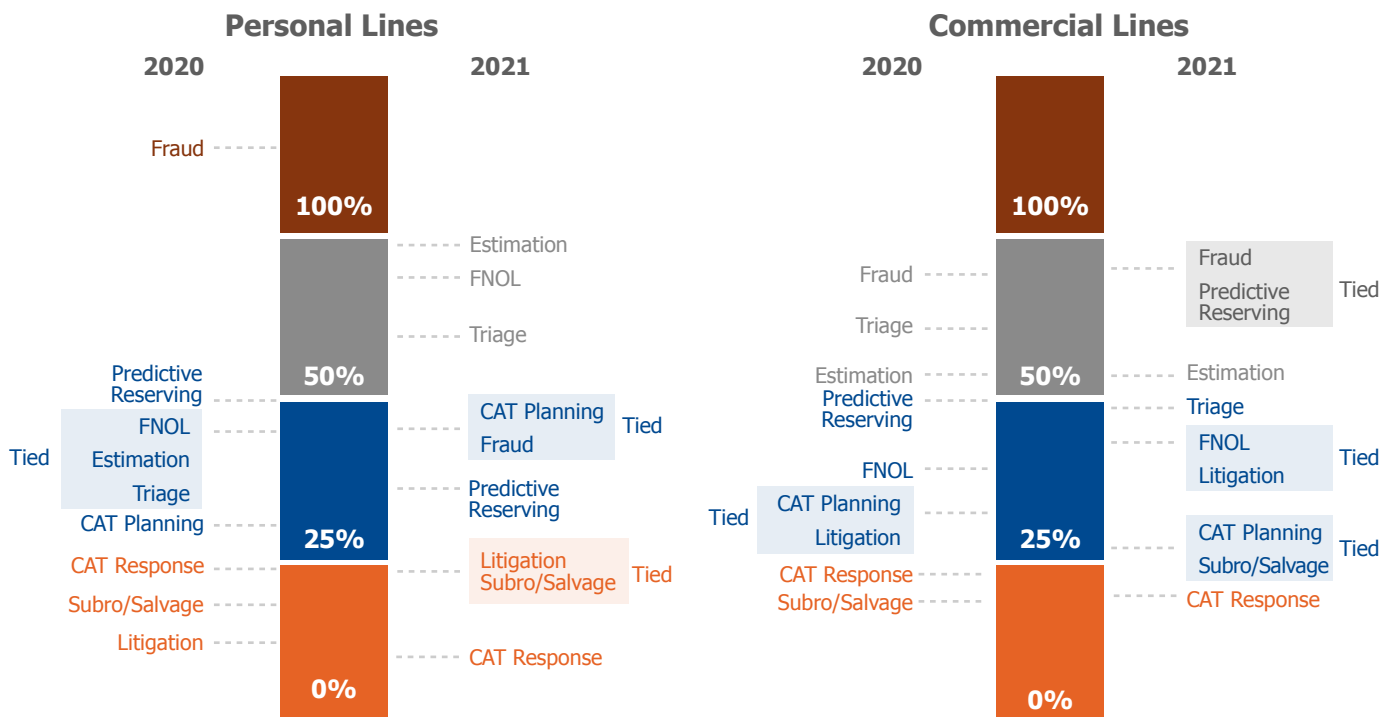 Personal Lines
2020
2021
Fraud
100%
Estimation
FNOL
Triage
Predictive
Reserving
50%
FNOL
Estimation
Triage
Tied
CAT Planning
Fraud
Tied
CAT Planning
Predictive
Reserving
25%
CAT Response
Subro/Salvage
Litigation
Litigation
Subro/Salvage
Tied
CAT Response
0%
Commercial Lines
2020
2021
100%
Fraud
Triage
Estimation
Fraud
Predictive
Reserving
Tied
50%
Estimation
Predictive
Reserving
FNOL
CAT Planning
Litigation
Tied
Triage
FNOL
Litigation
Tied
25%
CAT Planning
Subro/Salvage
Tied
CAT Response
Subro/Salvage
CAT Response
0%